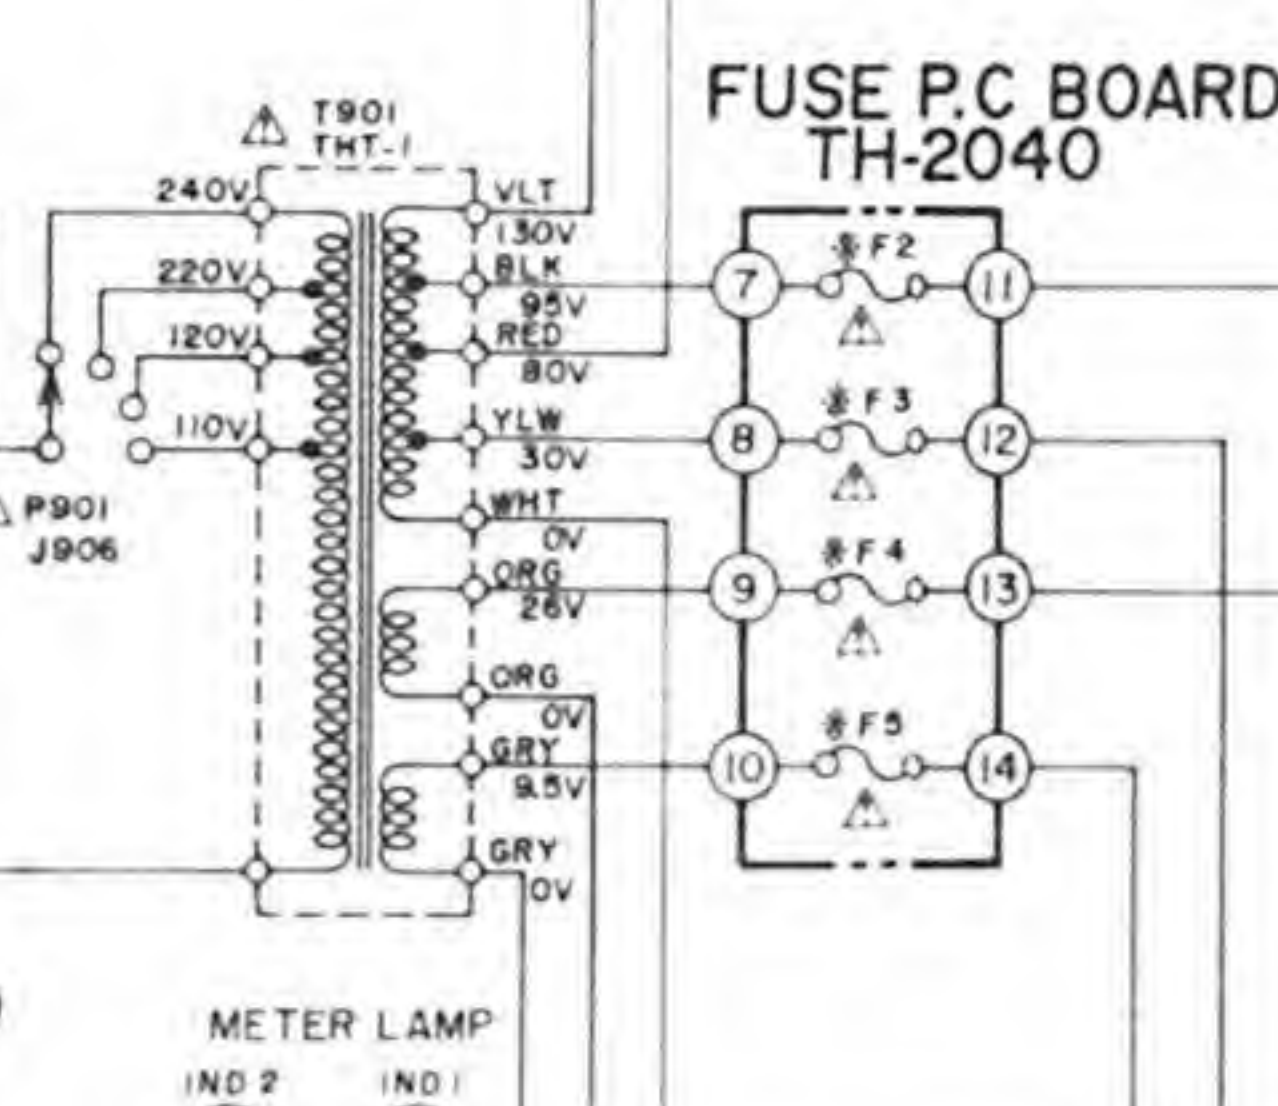 T901
THT-1
240V
220V
120V
110V
P901
J906
VLT
130V
BLK
95V
RED
80V
YLW
30V
WHT
0V
ORG
26V
ORG
0V
GRY
9.5V
GRY
0V
FUSE P.C BOARD
TH-2040
7 ※F2 11
8 ※F3 12
9 ※F4 13
10 ※F5 14
METER LAMP
IND 2 IND 1